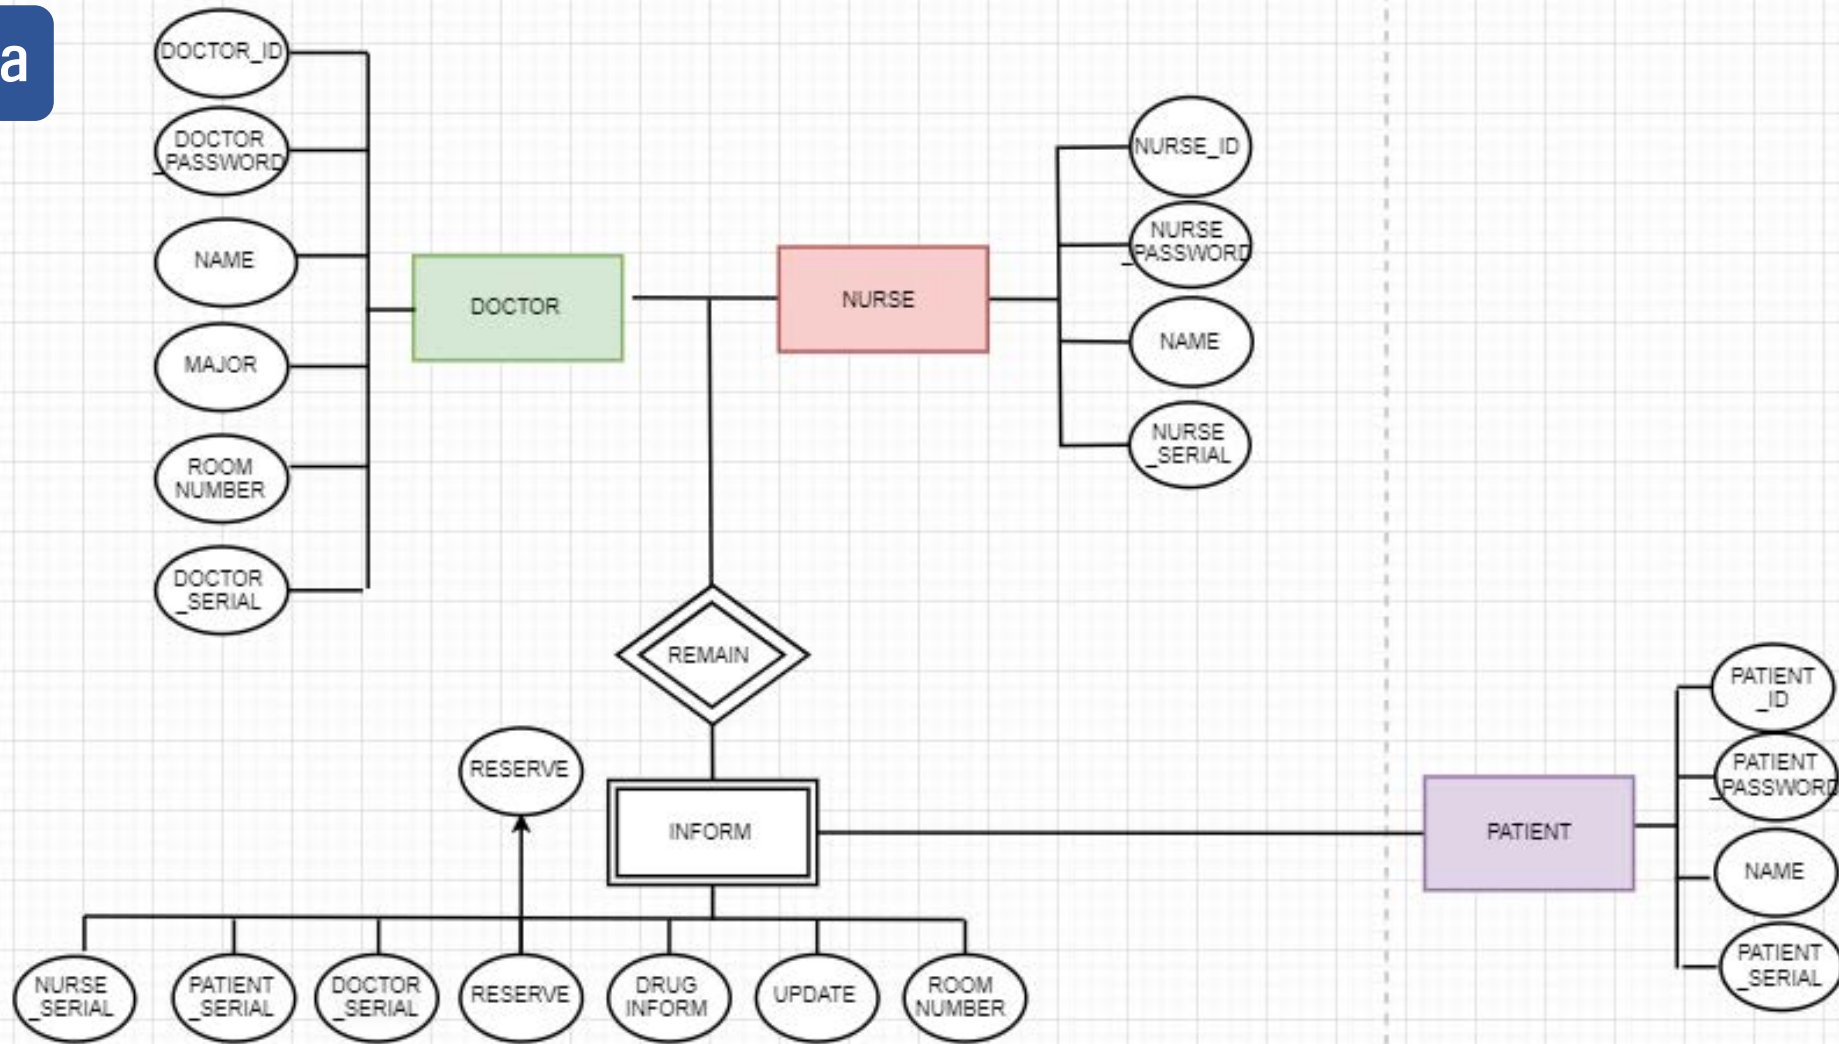 a
DOCTOR_ID
DOCTOR
_PASSWORD
NAME
MAJOR
ROOM
NUMBER
DOCTOR
_SERIAL
DOCTOR
NURSE
NURSE_ID
NURSE
_PASSWORD
NAME
NURSE
_SERIAL
REMAIN
RESERVE
INFORM
PATIENT
PATIENT
_ID
PATIENT
_PASSWORD
NAME
PATIENT
_SERIAL
NURSE
_SERIAL
PATIENT
_SERIAL
DOCTOR
_SERIAL
RESERVE
DRUG
INFORM
UPDATE
ROOM
NUMBER